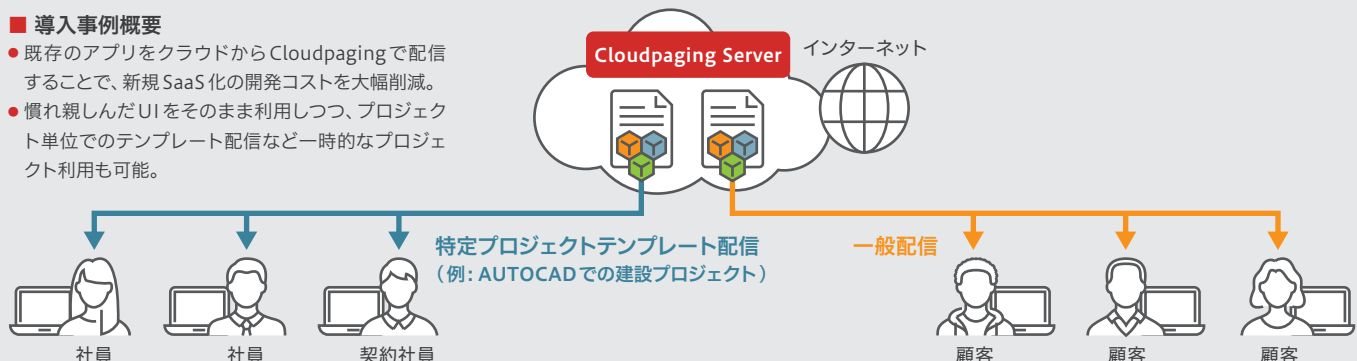 ■ 導入事例概要
● 既存のアプリをクラウドからCloudpagingで配信
することで、新規SaaS化の開発コストを大幅削減。
● 慣れ親しんだUIをそのまま利用しつつ、プロジェク
ト単位でのテンプレート配信など一時的なプロジェ
クト利用も可能。
Cloudpaging Server
インターネット
特定プロジェクトテンプレート配信
（例：AUTOCADでの建設プロジェクト）
一般配信
社員
社員
契約社員
顧客
顧客
顧客